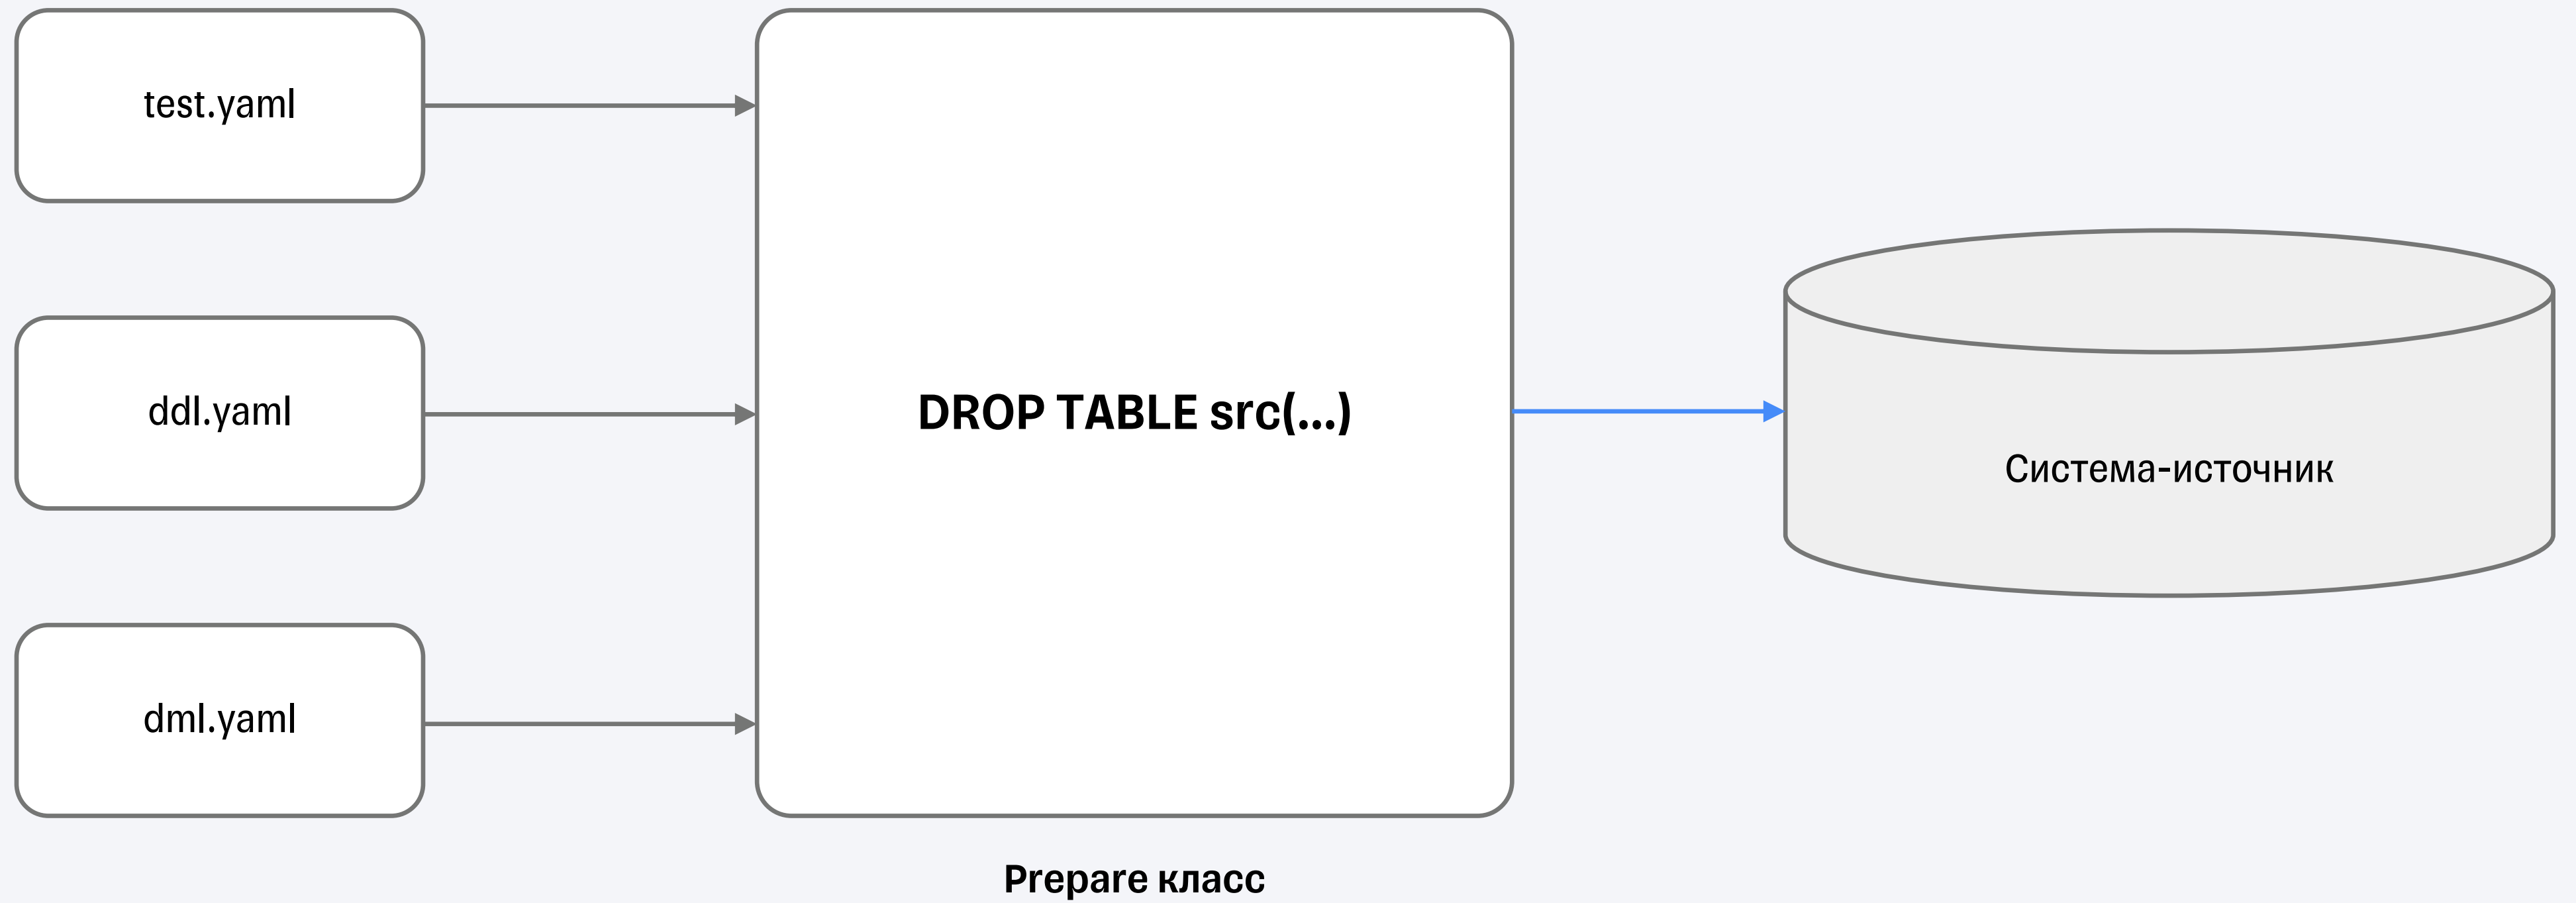 test.yaml
ddl.yaml
dml.yaml
DROP TABLE src(...)
Prepare класс
Система-источник